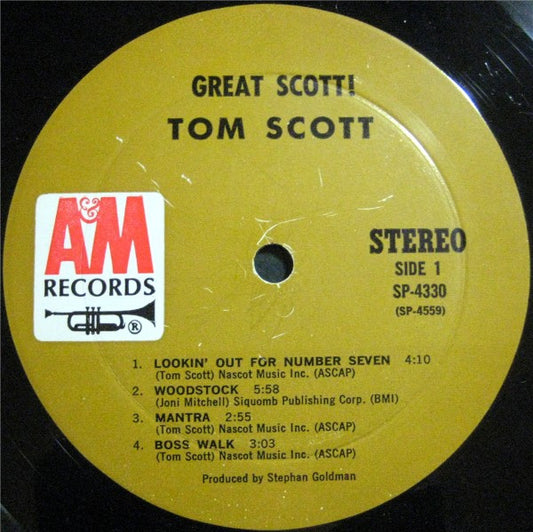 GREAT SCOTT!
TOM SCOTT
A&M
RECORDS
®
STEREO
SIDE 1
SP-4330
(SP-4559)
1. LOOKIN' OUT FOR NUMBER SEVEN 4:10
(Tom Scott) Nascot Music Inc. (ASCAP)
2. WOODSTOCK 5:58
(Joni Mitchell) Siquomb Publishing Corp. (BMI)
3. MANTRA 2:55
(Tom Scott) Nascot Music Inc. (ASCAP)
4. BOSS WALK 3:03
(Tom Scott) Nascot Music Inc. (ASCAP)
Produced by Stephan Goldman